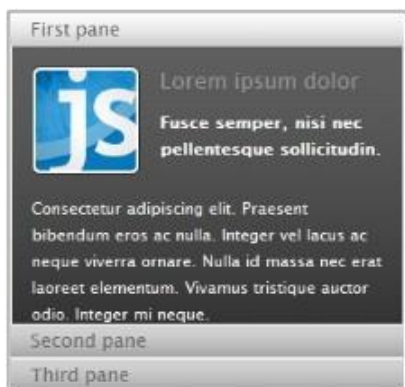 First pane
js
Lorem ipsum dolor
Fusce semper, nisi nec
pellentesque sollicitudin.
Consectetur adipiscing elit. Praesent
bibendum eros ac nulla. Integer vel lacus ac
neque viverra ornare. Nulla id massa nec erat
laoreet elementum. Vivamus tristique auctor
odio. Integer mi neque.
Second pane
Third pane